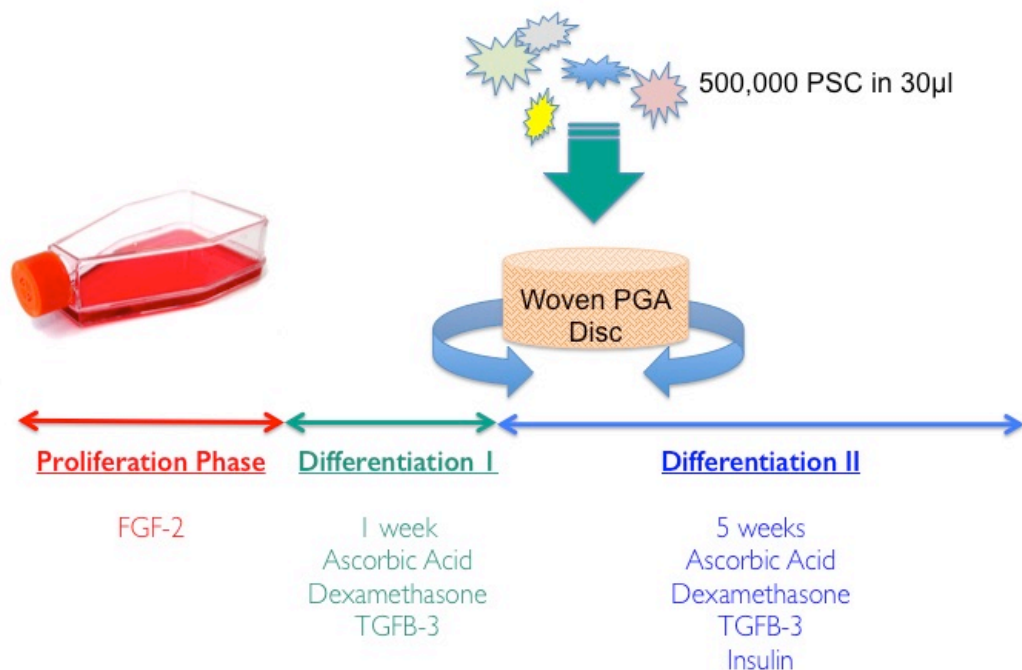 500,000 PSC in 30µl
Woven PGA
Disc
Proliferation Phase
FGF-2
Differentiation I
1 week
Ascorbic Acid
Dexamethasone
TGFB-3
Differentiation II
5 weeks
Ascorbic Acid
Dexamethasone
TGFB-3
Insulin